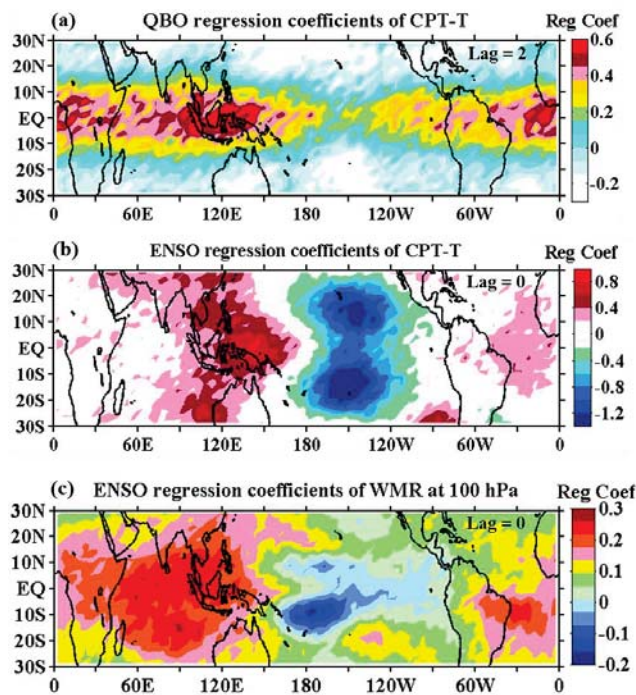 (a) QBO regression coefficients of CPT-T Reg Coef
Lag = 2
30N
20N
10N
EQ
10S
20S
30S
0 60E 120E 180 120W 60W 0
0.6
0.4
0.2
0
-0.2
(b) ENSO regression coefficients of CPT-T Reg Coef
Lag = 0
30N
20N
10N
EQ
10S
20S
30S
0 60E 120E 180 120W 60W 0
0.8
0.4
0
-0.4
-0.6
-1
-1.4
(c) ENSO regression coefficients of WMR at 100 hPa Reg Coef
Lag = 0
30N
20N
10N
EQ
10S
20S
30S
0 60E 120E 180 120W 60W 0
0.3
0.2
0.1
0
-0.1
-0.2